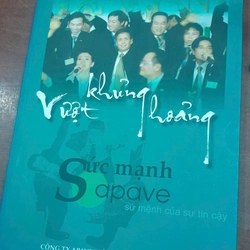 Vượt khủng hoảng
Sức mạnh
Sapave
sứ mệnh của sự tin cậy
CÔNG TY